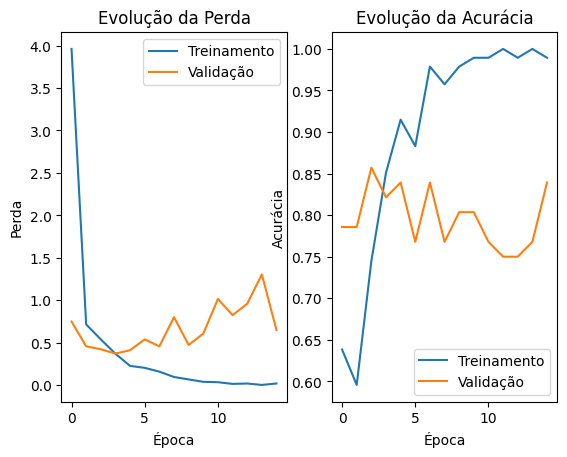 Evolução da Perda
4.0
3.5
3.0
2.5
2.0
1.5
1.0
0.5
0.0
Perda
Treinamento
Validação
0
5
10
Época
Evolução da Acurácia
1.00
0.95
0.90
0.85
0.80
0.75
0.70
0.65
0.60
Acurácia
Treinamento
Validação
0
5
10
Época